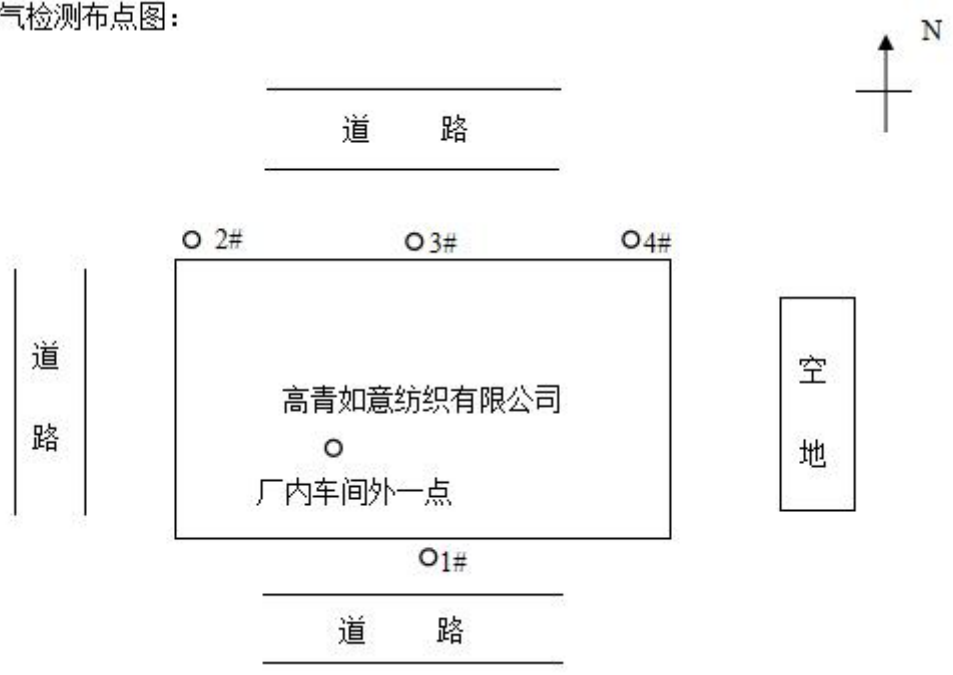 气检测布点图：
N
道 路
2#
3#
4#
道
路
空
地
高青如意纺织有限公司
厂内车间外一点
1#
道 路